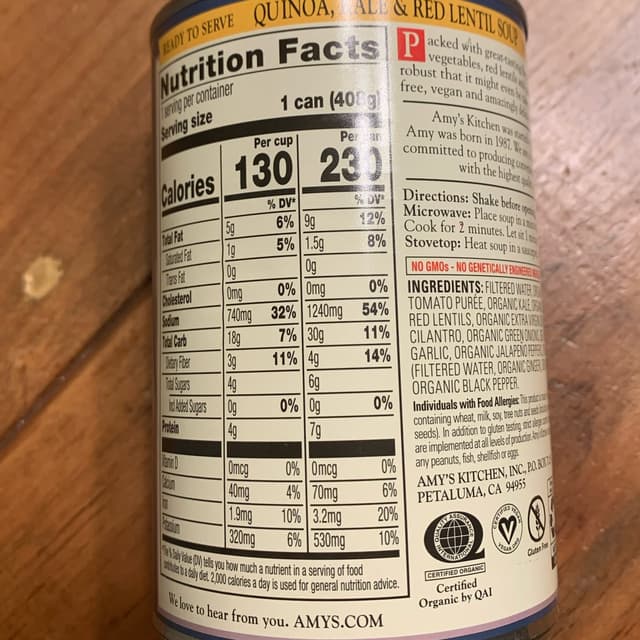 READY TO SERVE QUINOA, KALE & RED LENTIL SOUP
Nutrition Facts
1 serving per container
Serving size 1 can (408g)
Per cup Per can
Calories 130 230
% DV* % DV*
Total Fat 5g 6% 9g 12%
Saturated Fat 1g 5% 1.5g 8%
Trans Fat 0g 0g
Cholesterol 0mg 0% 0mg 0%
Sodium 740mg 32% 1240mg 54%
Total Carb 18g 7% 30g 11%
Dietary Fiber 3g 11% 4g 14%
Total Sugars 4g 6g
Incl Added Sugars 0g 0% 0g 0%
Protein 4g 7g
Vitamin D 0mcg 0% 0mcg 0%
Calcium 40mg 4% 70mg 6%
Iron 1.9mg 10% 3.2mg 20%
Potassium 320mg 6% 530mg 10%
*The % Daily Value (DV) tells you how much a nutrient in a serving of food
contributes to a daily diet. 2,000 calories a day is used for general nutrition advice.
We love to hear from you. AMYS.COM
Packed with great-tasting
vegetables, red lentils
robust that it might even
free, vegan and amazingly
Amy's Kitchen was
Amy was born in 1987. We
committed to producing
with the highest
Directions: Shake before
Microwave: Place soup in a
Cook for 2 minutes. Let sit 1
Stovetop: Heat soup in a
NO GMOs - NO GENETICALLY ENGINEERED
INGREDIENTS: FILTERED WATER,
TOMATO PURÉE, ORGANIC KALE,
RED LENTILS, ORGANIC EXTRA
CILANTRO, ORGANIC GREEN ONIONS,
GARLIC, ORGANIC JALAPEÑO
(FILTERED WATER, ORGANIC GINGER,
ORGANIC BLACK PEPPER.
Individuals with Food Allergies: This product is
containing wheat, milk, soy, tree nuts and seeds
seeds). In addition to gluten testing, strict
are implemented at all levels of production.
any peanuts, fish, shellfish or eggs.
AMY'S KITCHEN, INC., P.O. BOX
PETALUMA, CA 94955
QUALITY ASSURANCE INTERNATIONAL
CERTIFIED ORGANIC
Certified
Organic by QAI
CERTIFIED VEGAN
VEGAN.ORG
Gluten Free